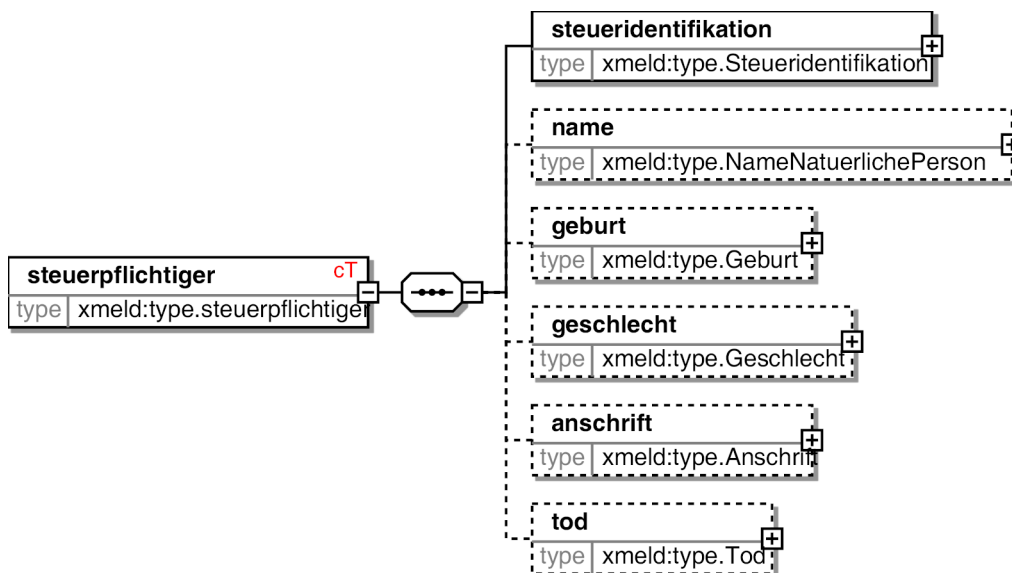 steueridentifikation
type xmeld:type.Steueridentifikation
name
type xmeld:type.NameNatuerlichePerson
geburt
type xmeld:type.Geburt
steuerpflichtiger cT
type xmeld:type.steuerpflichtiger
geschlecht
type xmeld:type.Geschlecht
anschrift
type xmeld:type.Anschrift
tod
type xmeld:type.Tod